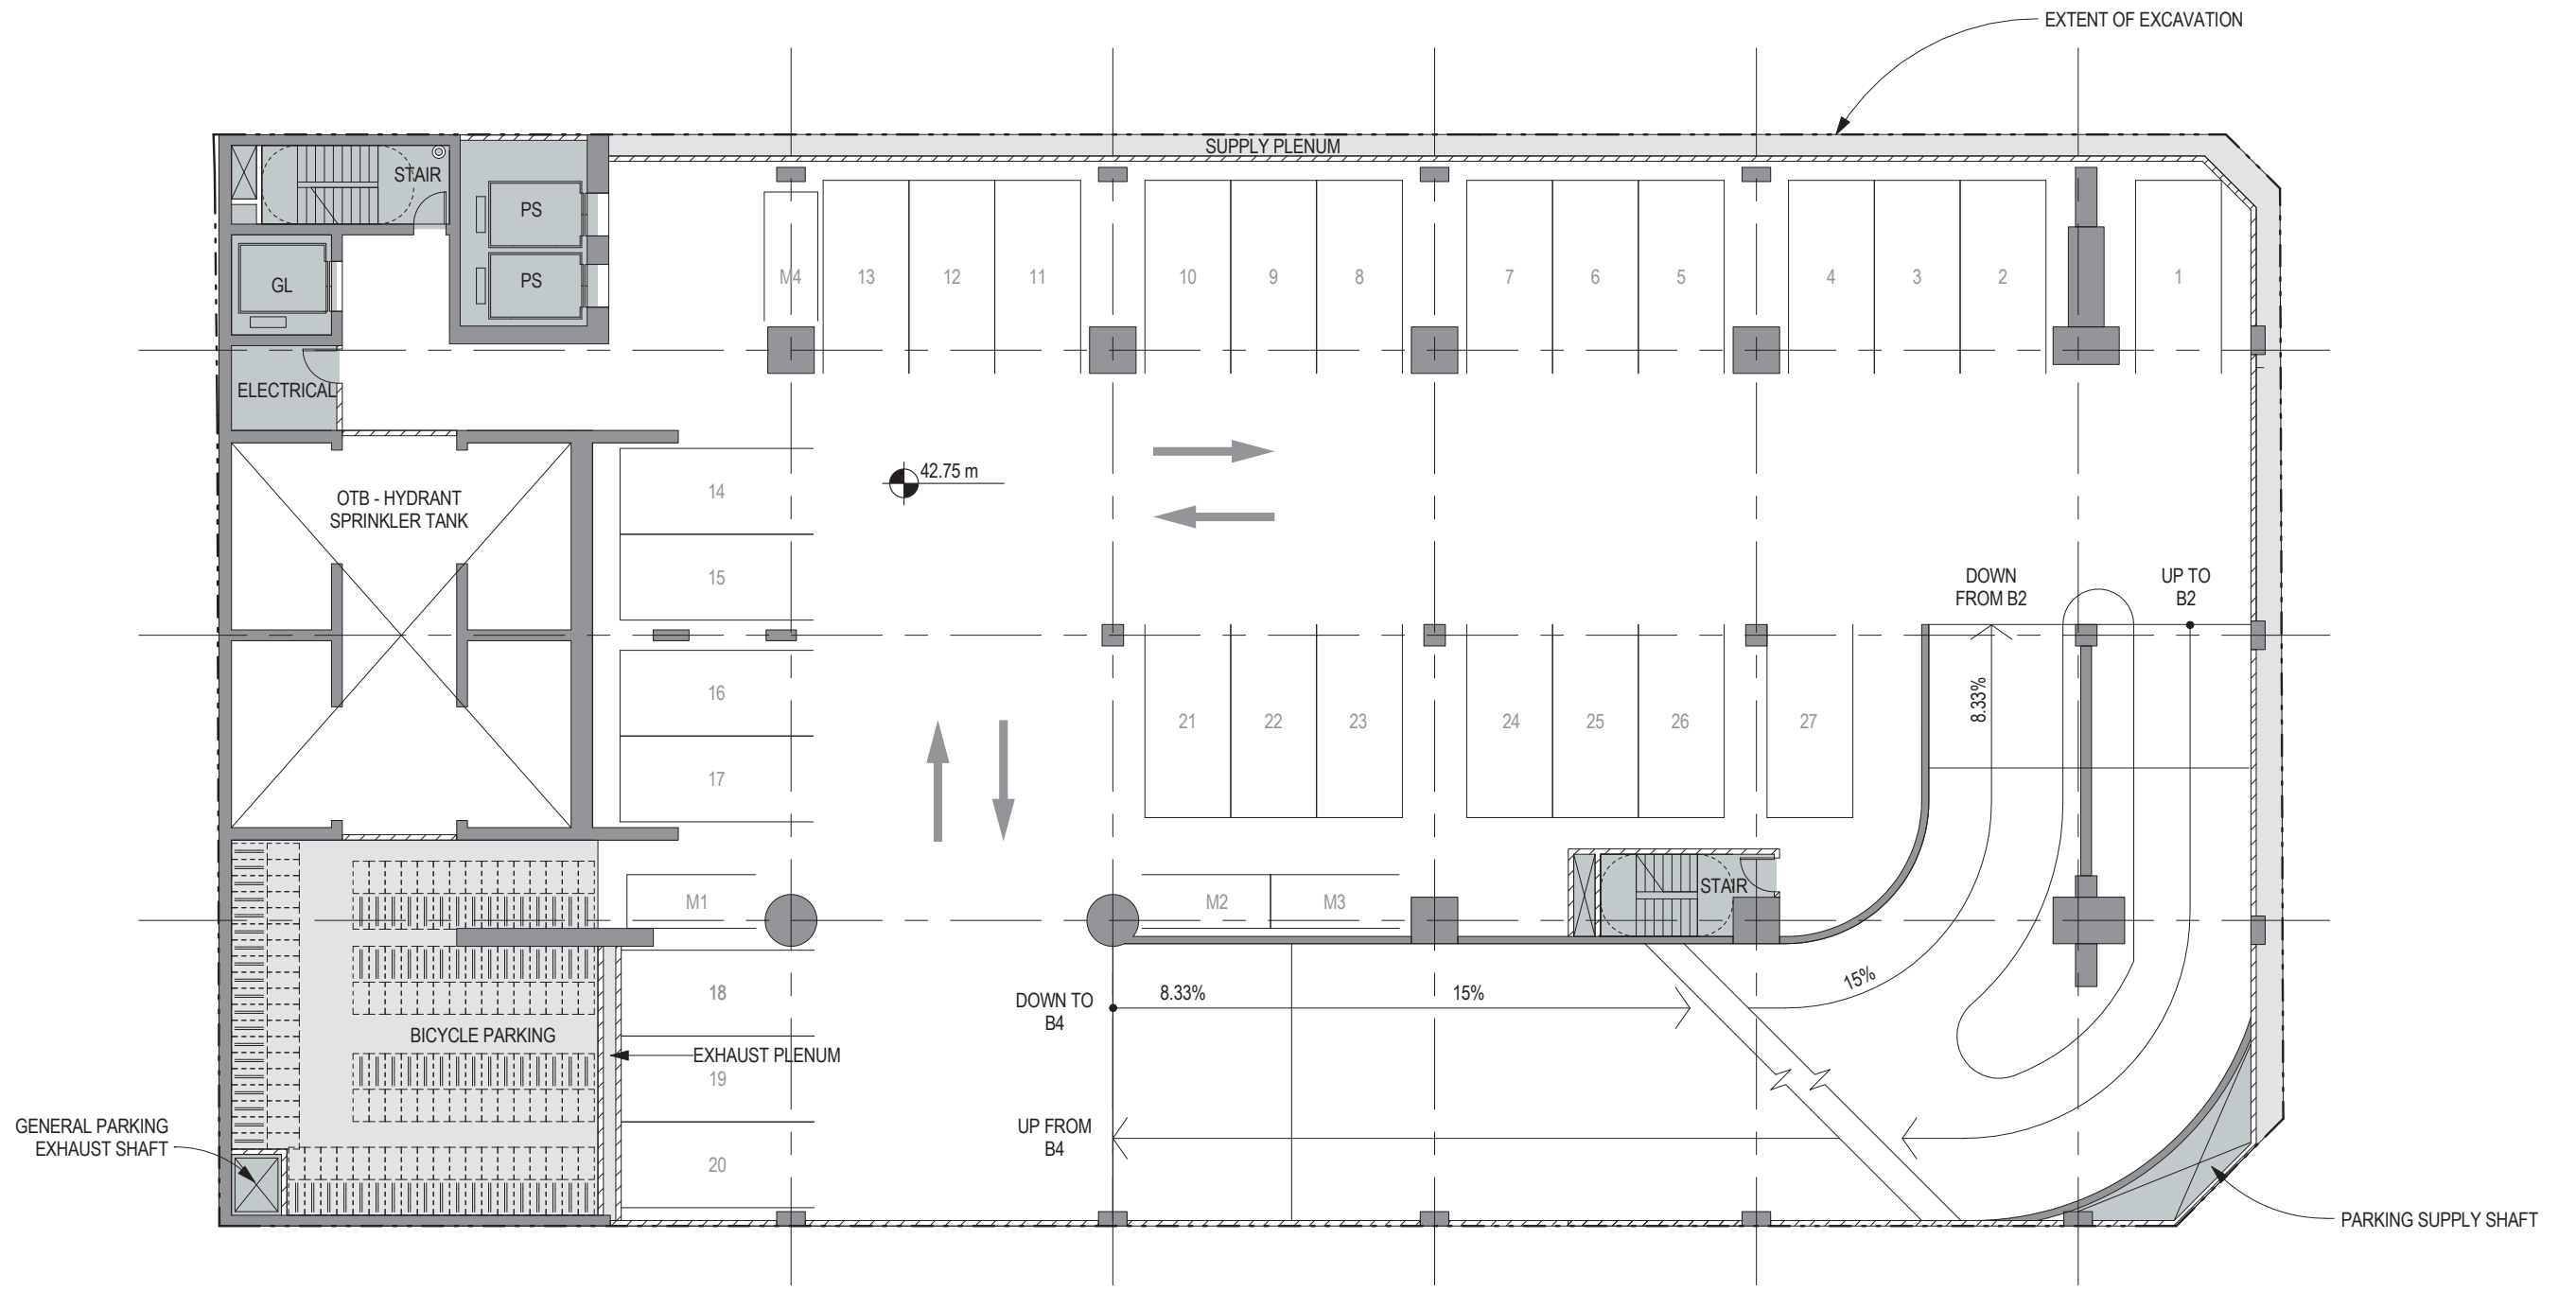 EXTENT OF EXCAVATION
SUPPLY PLENUM
STAIR
PS
PS
GL
M4
13
12
11
10
9
8
7
6
5
4
3
2
1
ELECTRICAL
14
42.75 m
OTB - HYDRANT
SPRINKLER TANK
15
DOWN
FROM B2
UP TO
B2
16
17
21
22
23
24
25
26
27
8.33%
M1
M2
M3
STAIR
18
DOWN TO
B4
8.33%
15%
15%
BICYCLE PARKING
EXHAUST PLENUM
19
GENERAL PARKING
EXHAUST SHAFT
UP FROM
B4
20
PARKING SUPPLY SHAFT